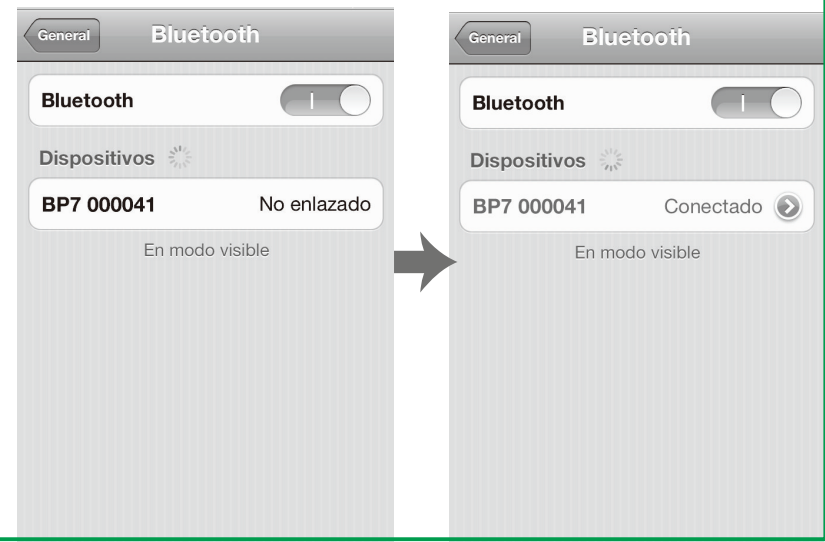 General
Bluetooth
Bluetooth
Dispositivos
BP7 000041 No enlazado
En modo visible
General
Bluetooth
Bluetooth
Dispositivos
BP7 000041 Conectado
En modo visible